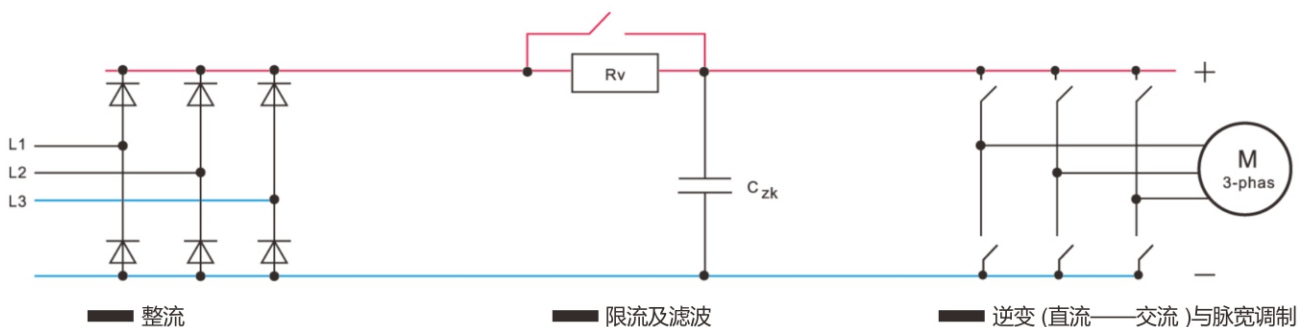 Rv
+
L1
M
L2
3-phas
L3
Czk
—
整流
限流及滤波
逆变 (直流——交流 )与脉宽调制